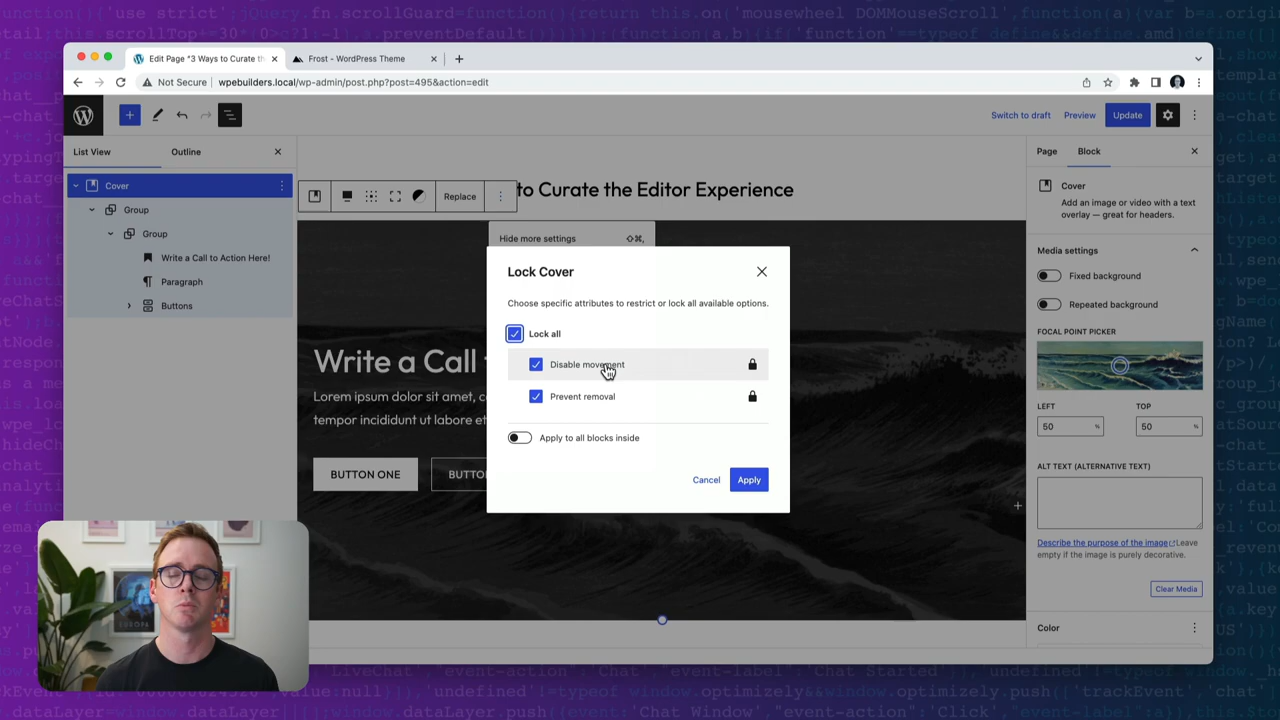 Edit Page "3 Ways to Curate th
Frost - WordPress Theme
Not Secure
wpebuilders.local/wp-admin/post.php?post=495&action=edit
Switch to draft
Preview
Update
List View
Outline
Page
Block
Cover
Group
Group
Write a Call to Action Here!
Paragraph
Buttons
Replace
to Curate the Editor Experience
Hide more settings
Lock Cover
Choose specific attributes to restrict or lock all available options.
Lock all
Disable movement
Prevent removal
Apply to all blocks inside
Cancel
Apply
Write a Call
Lorem ipsum dolor sit amet, c
tempor incididunt ut labore et
BUTTON ONE
BUTTO
Cover
Add an image or video with a text
overlay — great for headers.
Media settings
Fixed background
Repeated background
FOCAL POINT PICKER
LEFT
TOP
50
%
50
%
ALT TEXT (ALTERNATIVE TEXT)
Describe the purpose of the image
Leave
empty if the image is purely decorative.
Clear Media
Color
EUROPA